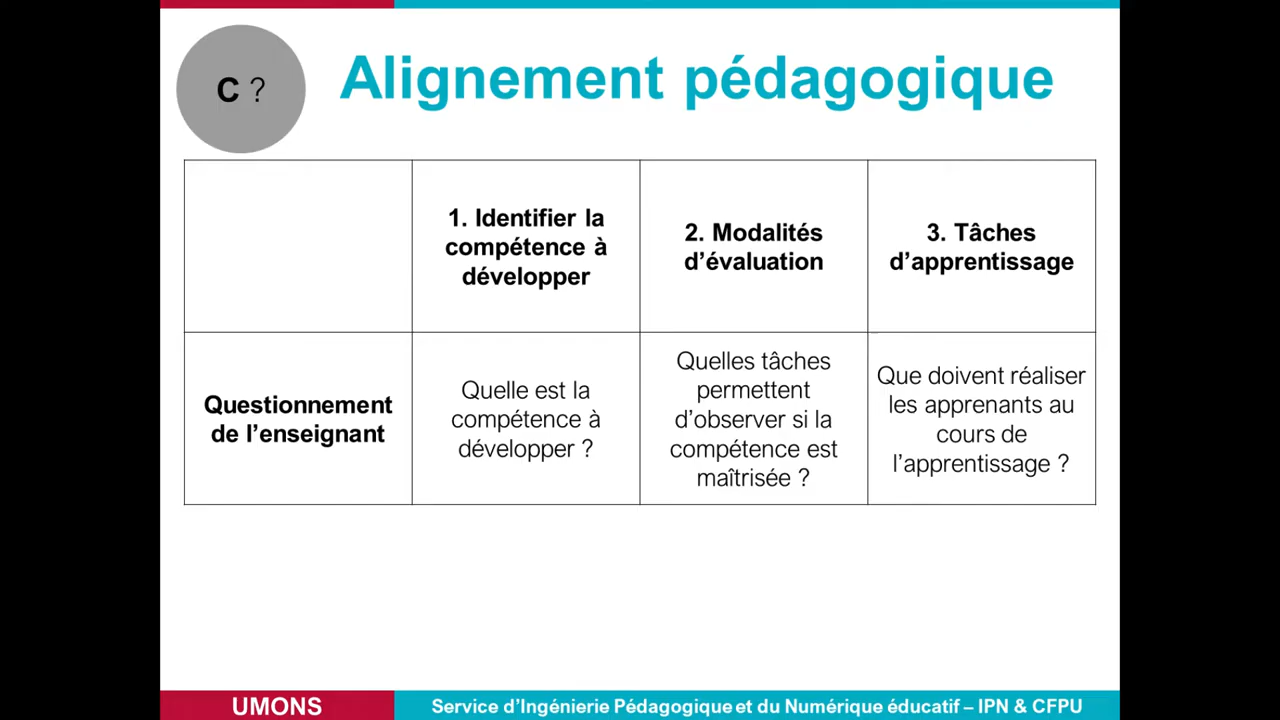 C ?
Alignement pédagogique
1. Identifier la
compétence à
développer
2. Modalités
d’évaluation
3. Tâches
d’apprentissage
Questionnement
de l’enseignant
Quelle est la
compétence à
développer ?
Quelles tâches
permettent
d’observer si la
compétence est
maîtrisée ?
Que doivent réaliser
les apprenants au
cours de
l’apprentissage ?
UMONS
Service d’Ingénierie Pédagogique et du Numérique éducatif – IPN & CFPU